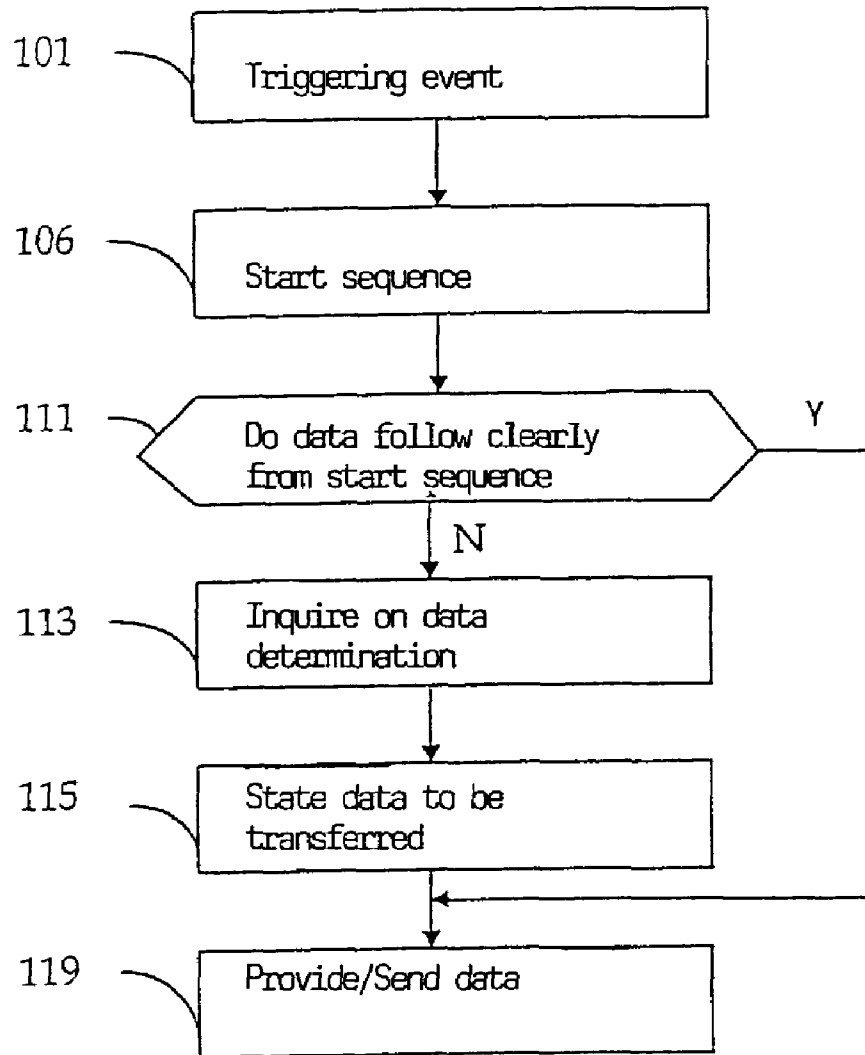 101
Triggering event
106
Start sequence
111
Do data follow clearly
from start sequence
Y
N
113
Inquire on data
determination
115
State data to be
transferred
119
Provide/Send data